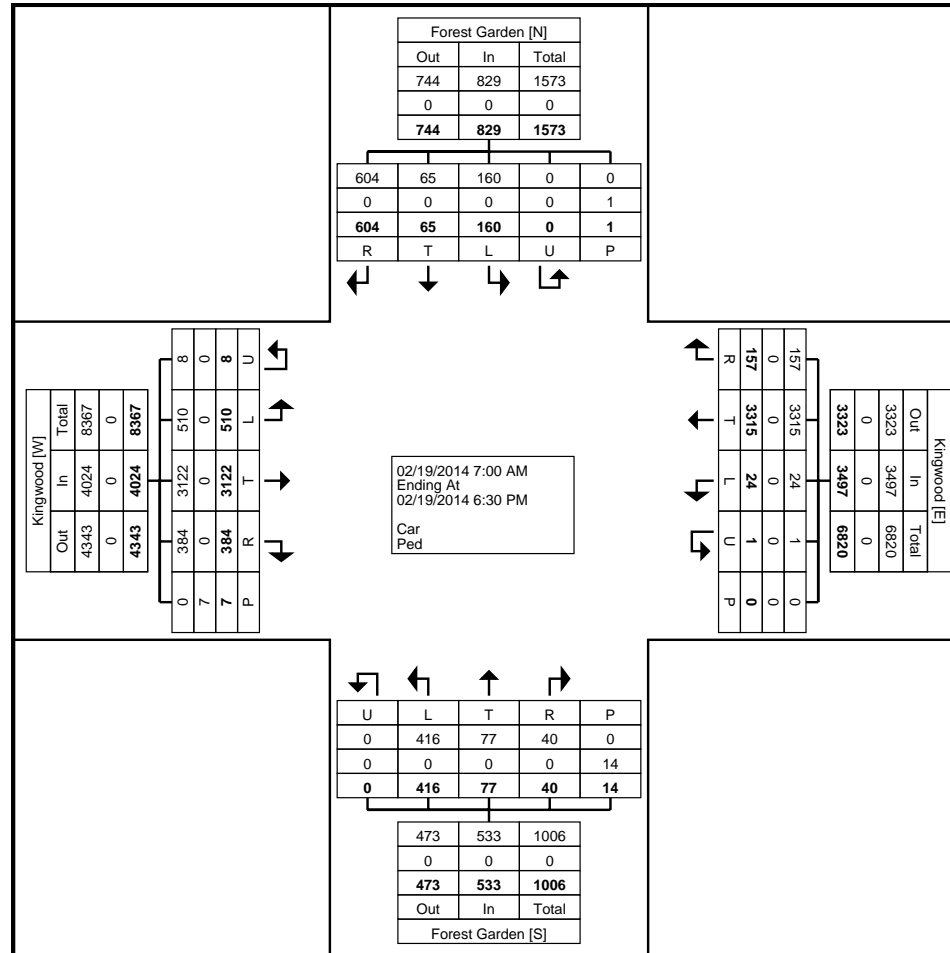 Forest Garden [N]
Out In Total
744 829 1573
0 0 0
744 829 1573
604 65 160 0 0
0 0 0 0 1
604 65 160 0 1
R T L U P
Kingwood [W]
Total In Out
8367 4024 4343
0 0 0
8367 4024 4343
8 510 3122 384 0
0 0 0 0 7
8 510 3122 384 7
U L T R P
02/19/2014 7:00 AM
Ending At
02/19/2014 6:30 PM
Car
Ped
Kingwood [E]
Out In Total
3323 3497 6820
0 0 0
3323 3497 6820
157 3315 24 1 0
0 0 0 0 0
157 3315 24 1 0
R T L U P
U L T R P
0 416 77 40 0
0 0 0 0 14
0 416 77 40 14
473 533 1006
0 0 0
473 533 1006
Out In Total
Forest Garden [S]